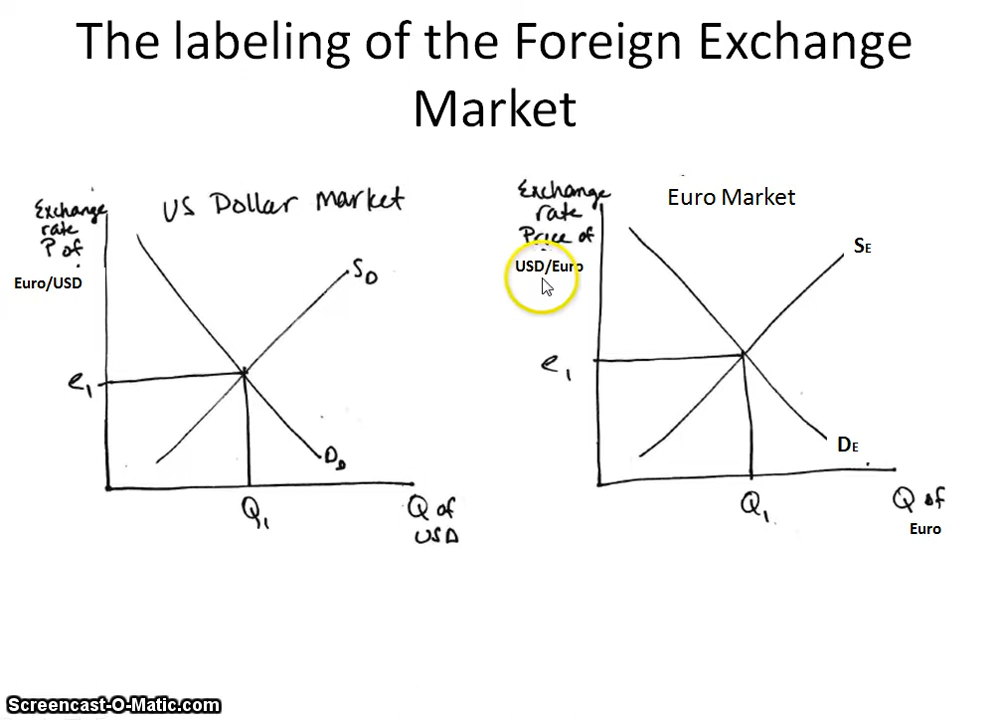 The labeling of the Foreign Exchange
Market
Exchange
rate
P of
Euro/USD
US Dollar Market
SD
e1
DD
Q1
Q of
USD
Exchange
rate
Price of
USD/Euro
Euro Market
SE
e1
DE
Q1
Q of
Euro
Screencast-O-Matic.com